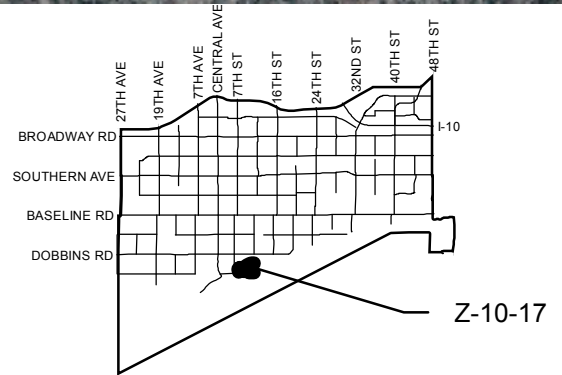 27TH AVE
19TH AVE
7TH AVE
CENTRAL AVE
7TH ST
16TH ST
24TH ST
32ND ST
40TH ST
48TH ST
BROADWAY RD
I-10
SOUTHERN AVE
BASELINE RD
DOBBINS RD
Z-10-17